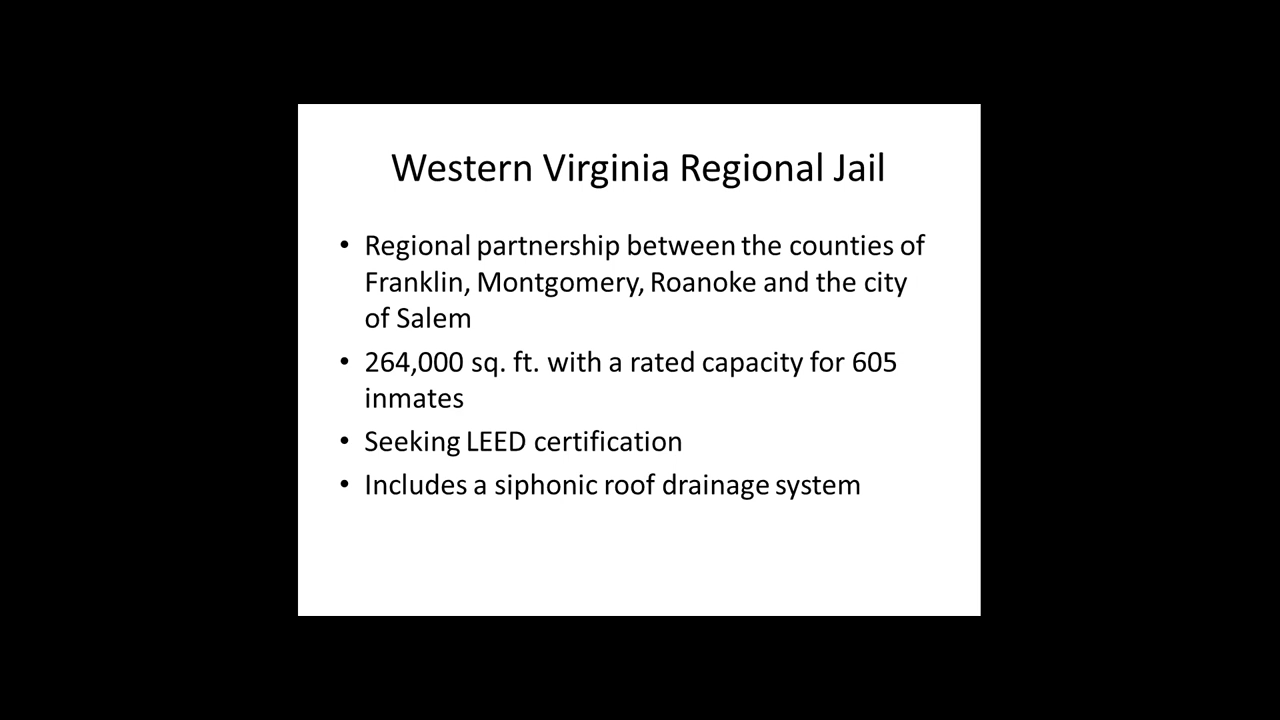 Western Virginia Regional Jail
• Regional partnership between the counties of
Franklin, Montgomery, Roanoke and the city
of Salem
• 264,000 sq. ft. with a rated capacity for 605
inmates
• Seeking LEED certification
• Includes a siphonic roof drainage system